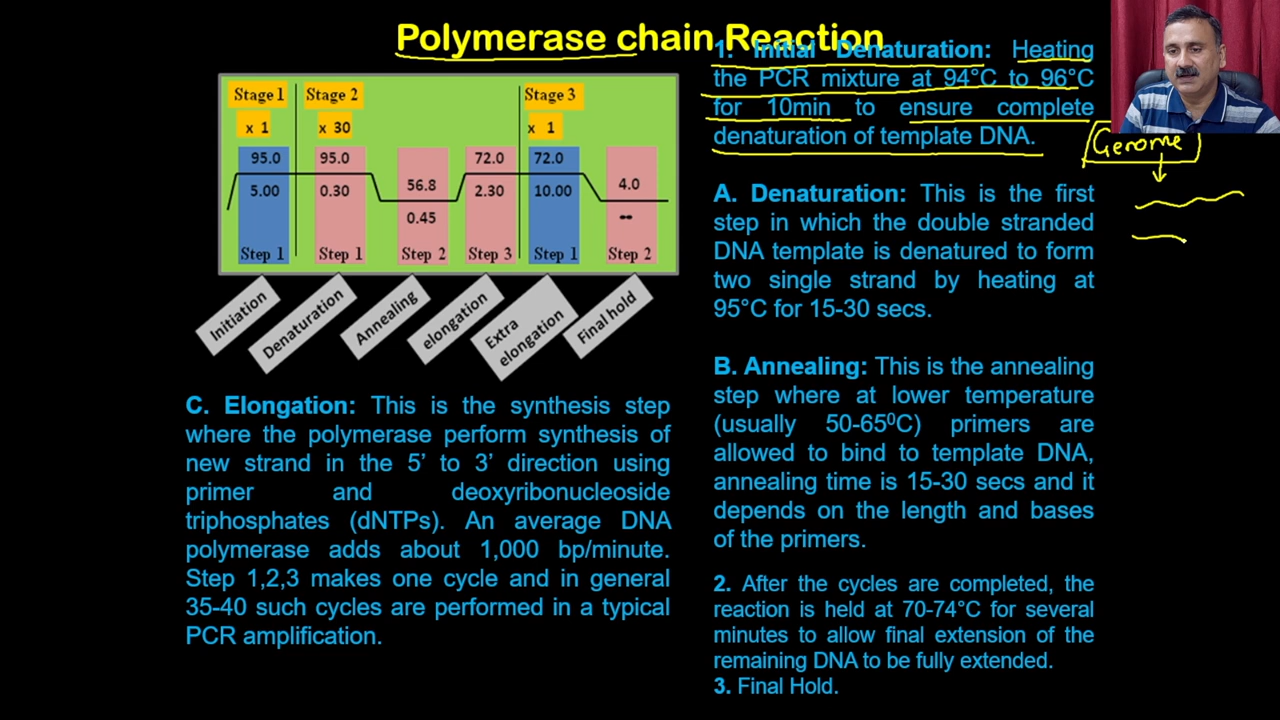 Polymerase chain Reaction
Stage 1 Stage 2 Stage 3
x 1 x 30 x 1
95.0 95.0 72.0 72.0
5.00 0.30 56.8 2.30 10.00 4.0
0.45 ∞
Step 1 Step 1 Step 2 Step 3 Step 1 Step 2
Initiation
Denaturation
Annealing
elongation
Extra
elongation
Final hold
C. Elongation: This is the synthesis step
where the polymerase perform synthesis of
new strand in the 5’ to 3’ direction using
primer and deoxyribonucleoside
triphosphates (dNTPs). An average DNA
polymerase adds about 1,000 bp/minute.
Step 1,2,3 makes one cycle and in general
35-40 such cycles are performed in a typical
PCR amplification.
1. Initial Denaturation: Heating
the PCR mixture at 94°C to 96°C
for 10min to ensure complete
denaturation of template DNA.
Genome
A. Denaturation: This is the first
step in which the double stranded
DNA template is denatured to form
two single strand by heating at
95°C for 15-30 secs.
B. Annealing: This is the annealing
step where at lower temperature
(usually 50-65⁰C) primers are
allowed to bind to template DNA,
annealing time is 15-30 secs and it
depends on the length and bases
of the primers.
2. After the cycles are completed, the
reaction is held at 70-74°C for several
minutes to allow final extension of the
remaining DNA to be fully extended.
3. Final Hold.